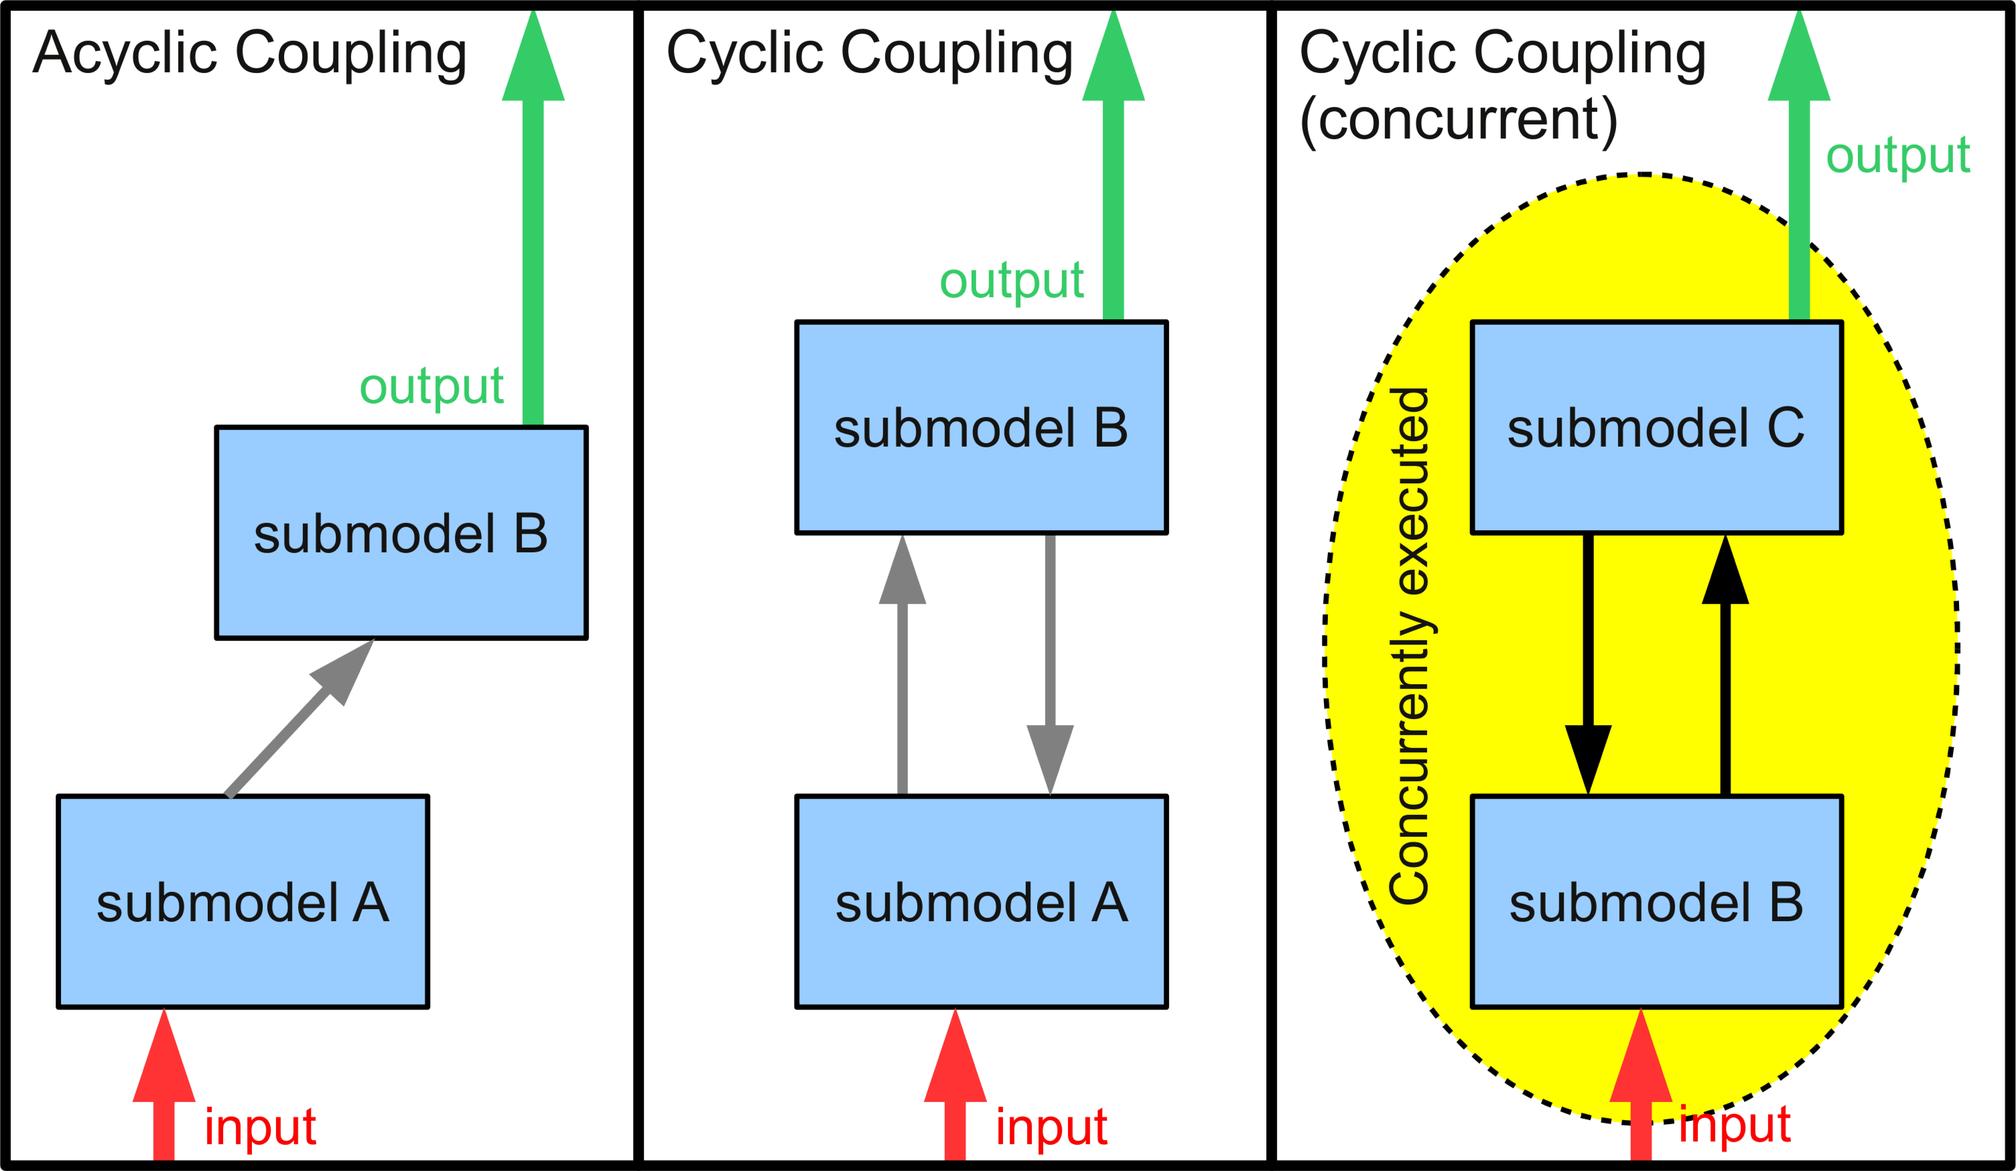 Acyclic Coupling
output
submodel B
submodel A
input
Cyclic Coupling
output
submodel B
submodel A
input
Cyclic Coupling
(concurrent)
output
Concurrently executed
submodel C
submodel B
input